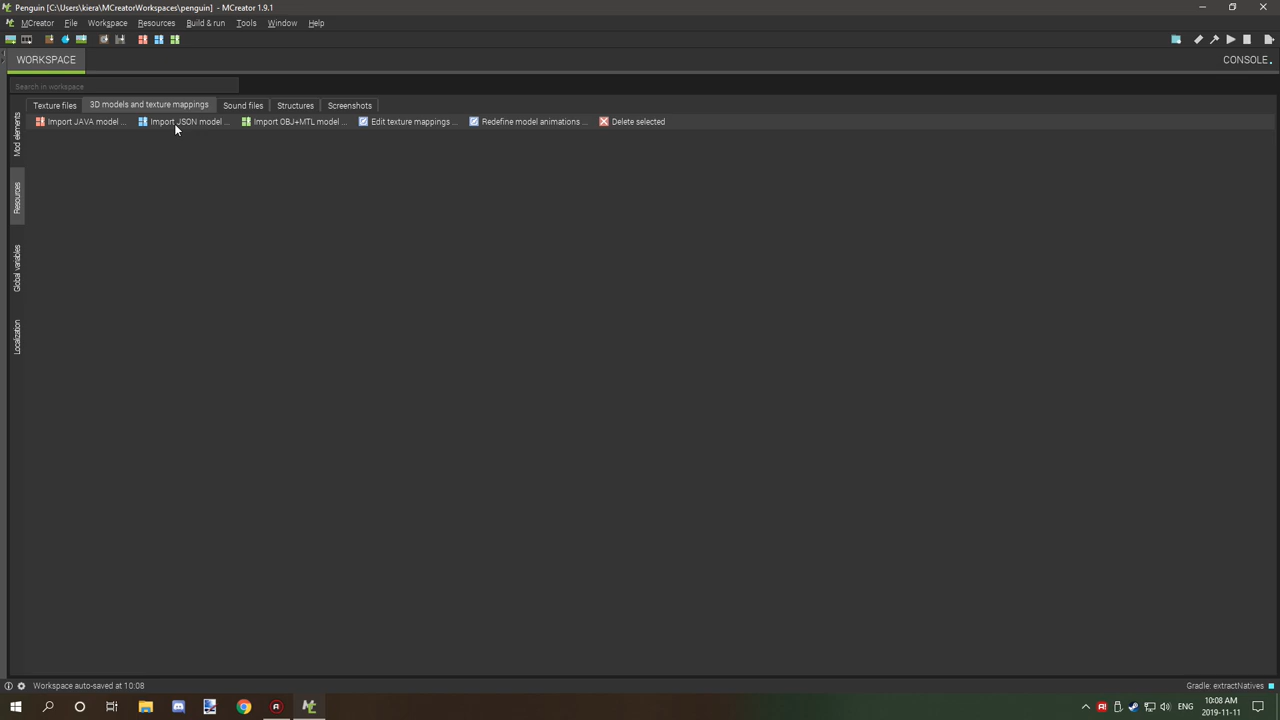 Penguin [C:\Users\kiera\MCreatorWorkspaces\penguin] - MCreator 1.9.1
MCreator File Workspace Resources Build & run Tools Window Help
WORKSPACE CONSOLE
Search in workspace
Texture files 3D models and texture mappings Sound files Structures Screenshots
Import JAVA model ... Import JSON model ... Import OBJ+MTL model ... Edit texture mappings ... Redefine model animations ... Delete selected
Mod elements
Resources
Global variables
Localization
Workspace auto-saved at 10:08 Gradle: extractNatives
ENG
10:08 AM
2019-11-11